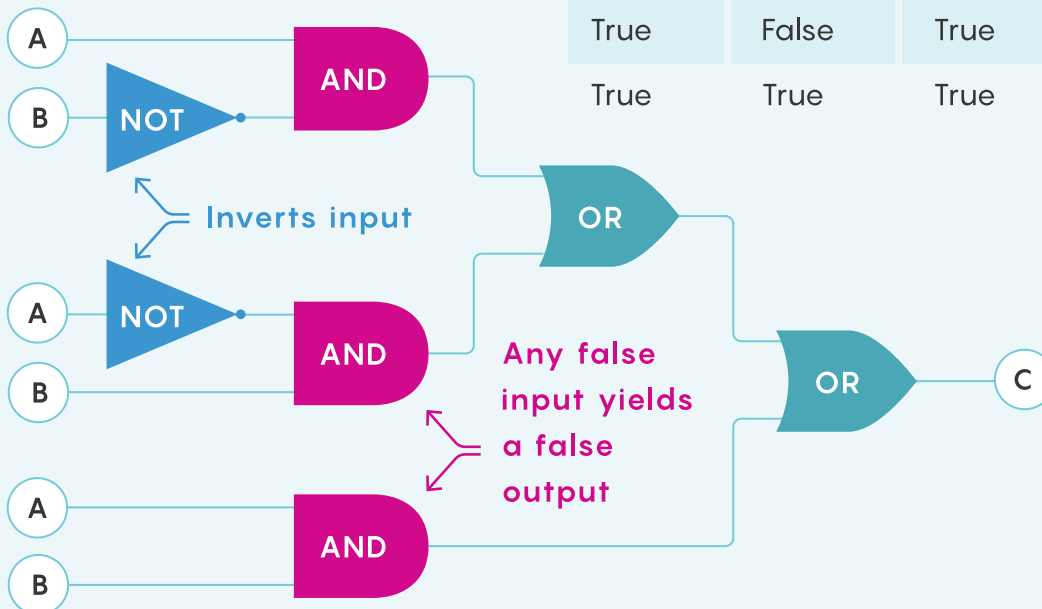 A
True False True
AND
B
NOT
True True True
Inverts input
OR
A
NOT
AND
Any false
input yields
a false
output
B
OR
C
A
AND
B